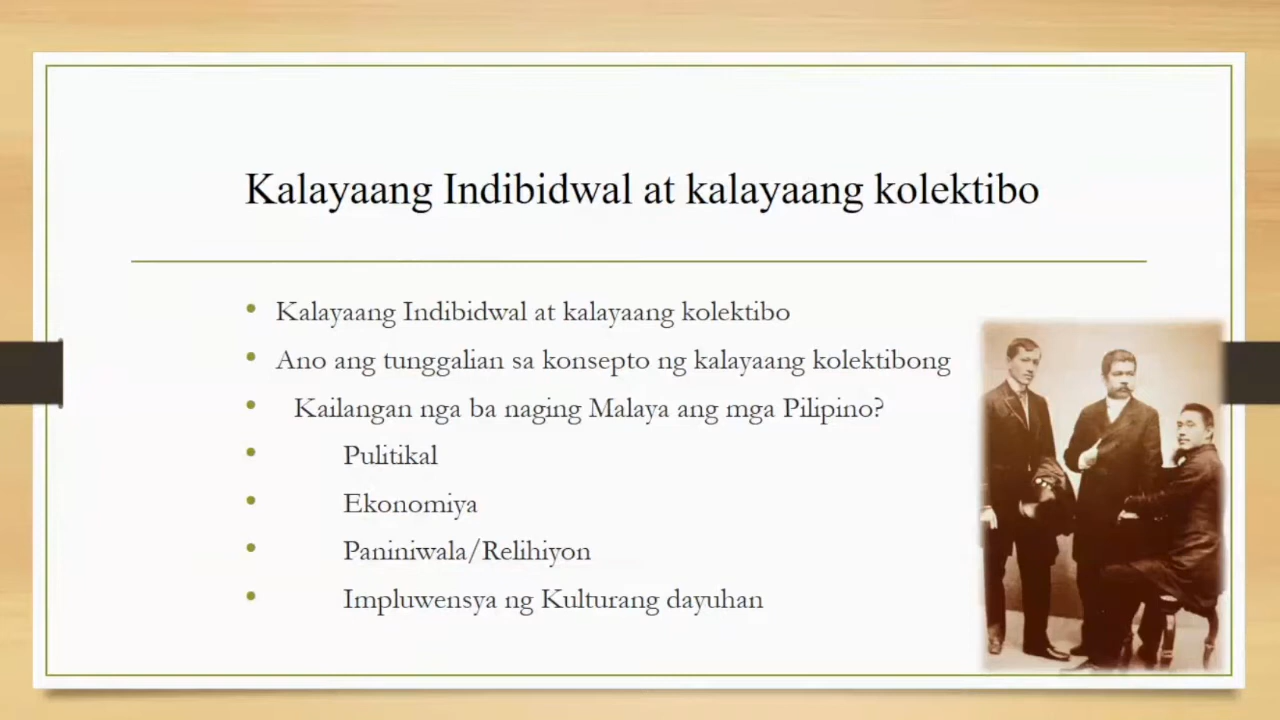 Kalayaang Indibidwal at kalayaang kolektibo
• Kalayaang Indibidwal at kalayaang kolektibo
• Ano ang tunggalian sa konsepto ng kalayaang kolektibong
• Kailangan nga ba naging Malaya ang mga Pilipino?
• Pulitikal
• Ekonomiya
• Paniniwala/Relihiyon
• Impluwensya ng Kulturang dayuhan